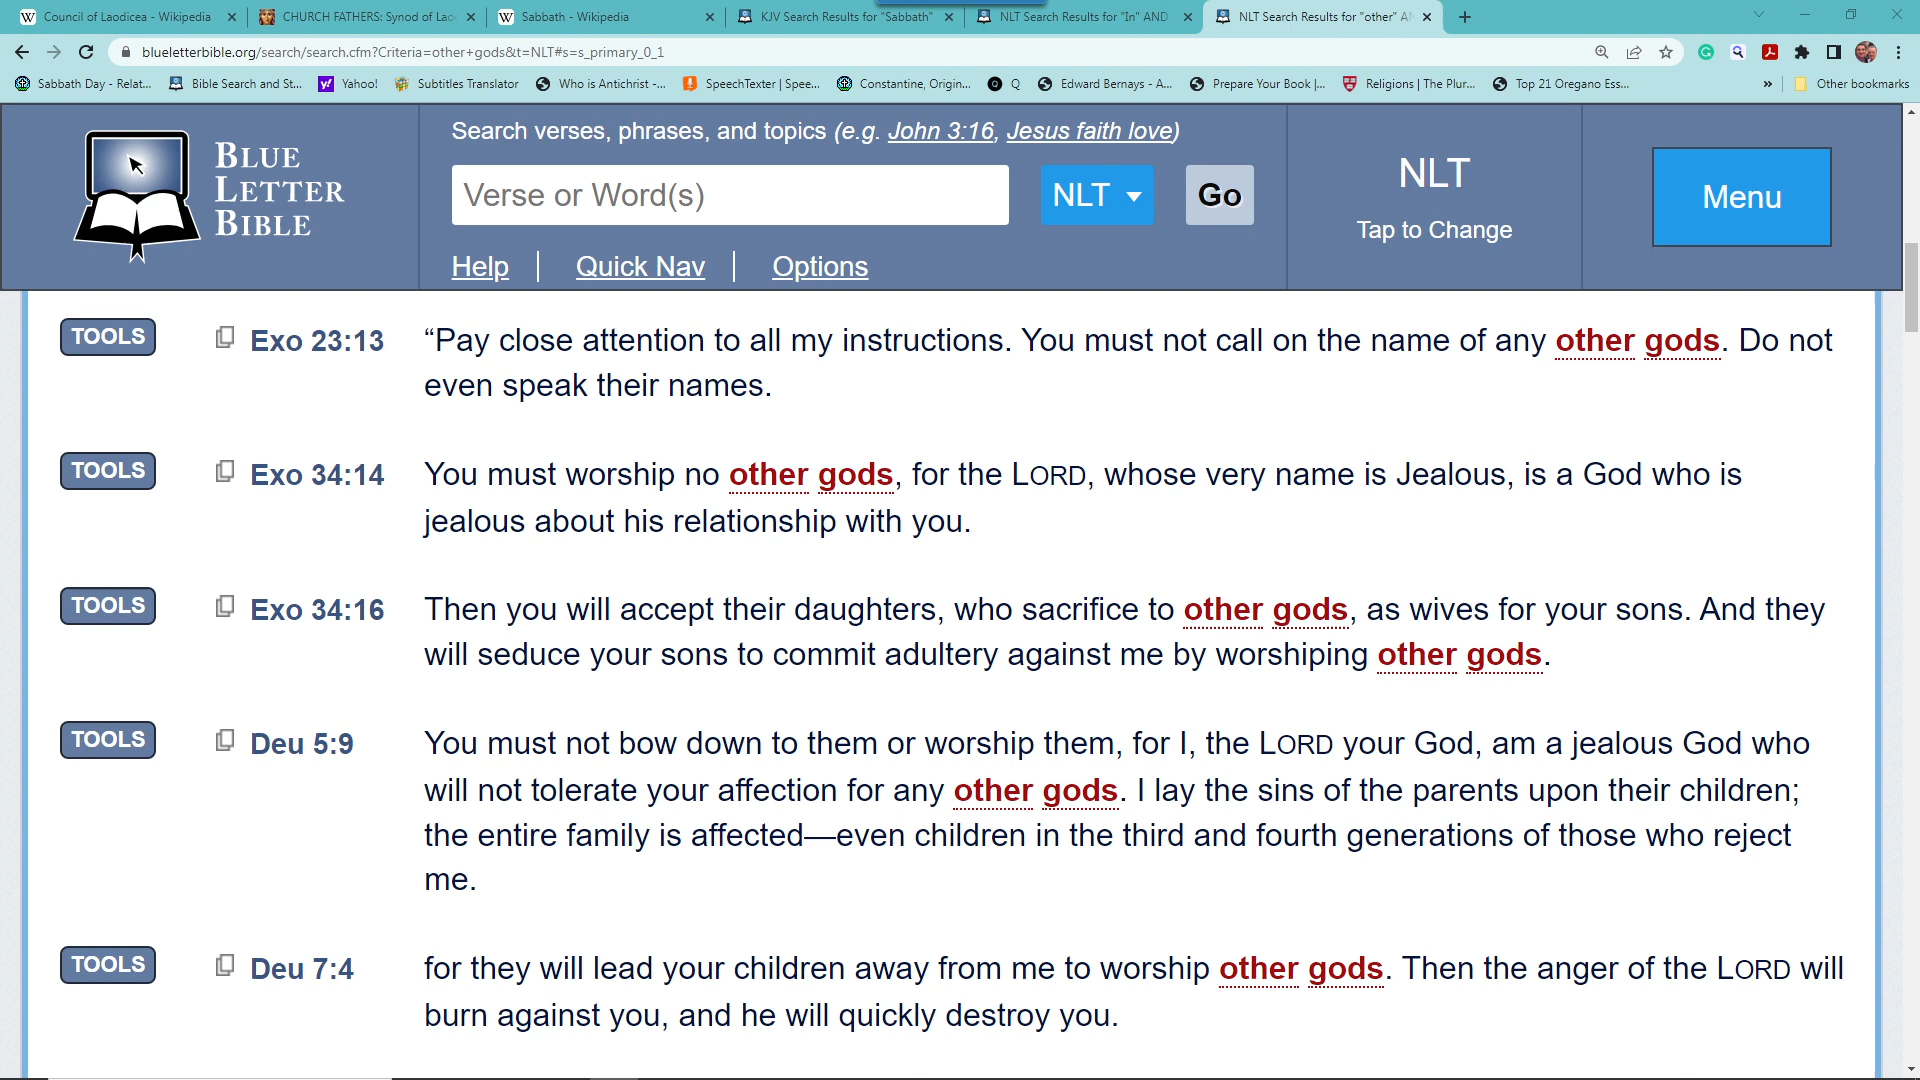 Council of Laodicea - Wikipedia
CHURCH FATHERS: Synod of Lao
Sabbath - Wikipedia
KJV Search Results for "Sabbath"
NLT Search Results for "In" AND
NLT Search Results for "other" A
blueletterbible.org/search/search.cfm?Criteria=other+gods&t=NLT#s=s_primary_0_1
Sabbath Day - Relat...
Bible Search and St...
Yahoo!
Subtitles Translator
Who is Antichrist -...
SpeechTexter | Spee...
Constantine, Origin...
Q
Edward Bernays - A...
Prepare Your Book |...
Religions | The Plur...
Top 21 Oregano Ess...
»
Other bookmarks
BLUE
LETTER
BIBLE
Search verses, phrases, and topics (e.g. John 3:16, Jesus faith love)
Verse or Word(s)
NLT
Go
Help | Quick Nav | Options
NLT
Tap to Change
Menu
TOOLS Exo 23:13 “Pay close attention to all my instructions. You must not call on the name of any other gods. Do not
even speak their names.
TOOLS Exo 34:14 You must worship no other gods, for the LORD, whose very name is Jealous, is a God who is
jealous about his relationship with you.
TOOLS Exo 34:16 Then you will accept their daughters, who sacrifice to other gods, as wives for your sons. And they
will seduce your sons to commit adultery against me by worshiping other gods.
TOOLS Deu 5:9 You must not bow down to them or worship them, for I, the LORD your God, am a jealous God who
will not tolerate your affection for any other gods. I lay the sins of the parents upon their children;
the entire family is affected—even children in the third and fourth generations of those who reject
me.
TOOLS Deu 7:4 for they will lead your children away from me to worship other gods. Then the anger of the LORD will
burn against you, and he will quickly destroy you.